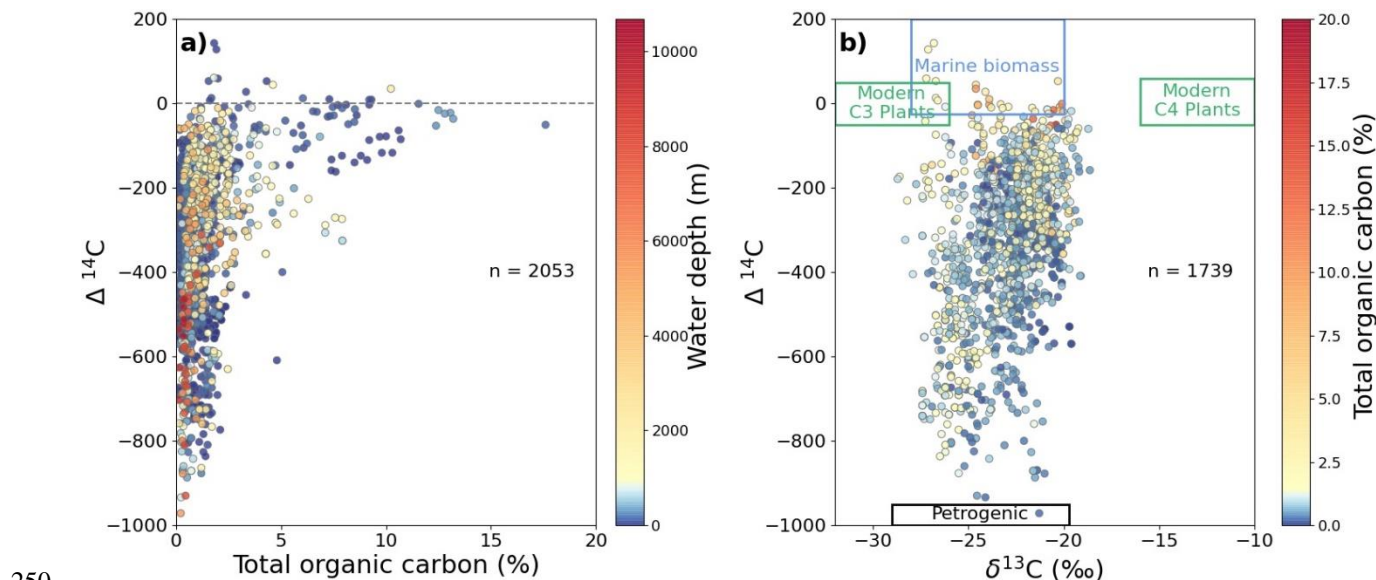 a)
200
0
−200
−400
−600
−800
−1000
Δ ¹⁴C
0
5
10
15
20
Total organic carbon (%)
n = 2053
10000
8000
6000
4000
2000
0
Water depth (m)
b)
200
0
−200
−400
−600
−800
−1000
Δ ¹⁴C
Marine biomass
Modern
C3 Plants
Modern
C4 Plants
n = 1739
Petrogenic
−30
−25
−20
−15
−10
δ¹³C (‰)
20.0
17.5
15.0
12.5
10.0
7.5
5.0
2.5
0.0
Total organic carbon (%)